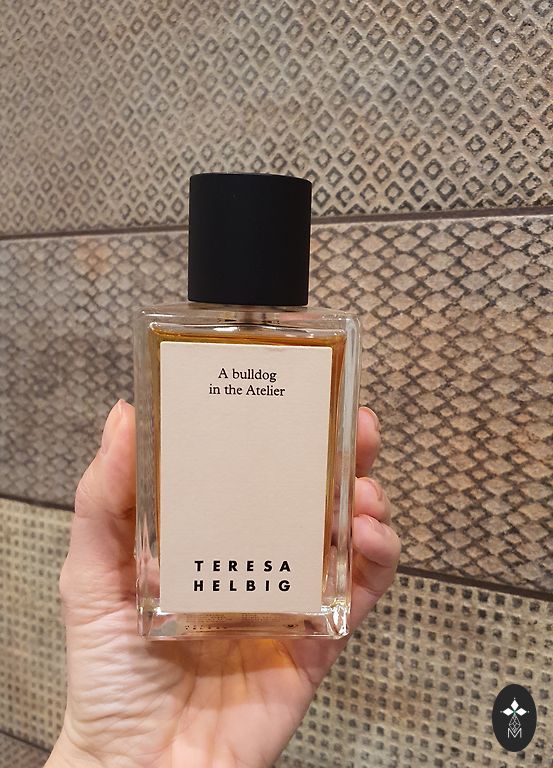 A bulldog
in the Atelier
TERESA
HELBIG